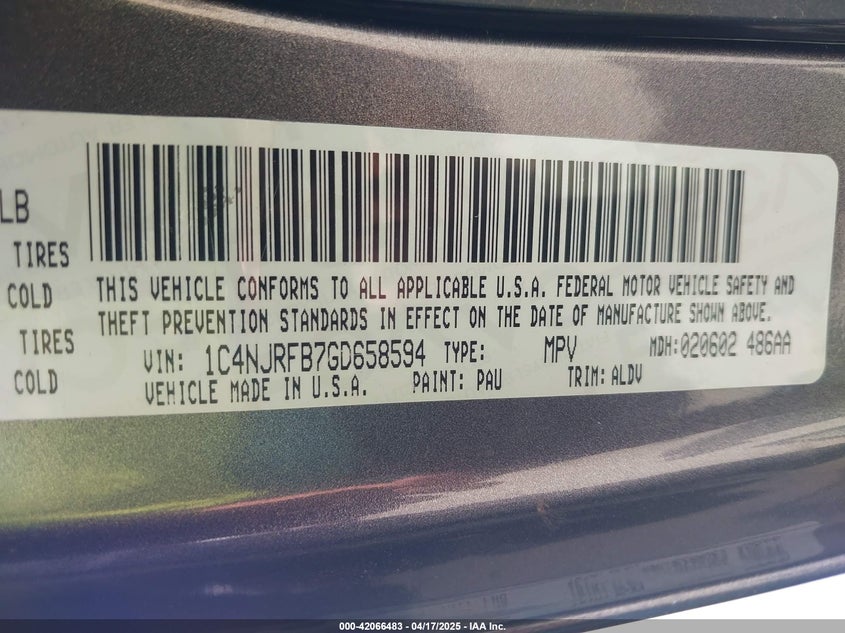 LB
TIRES
COLD
TIRES
COLD
THIS VEHICLE CONFORMS TO ALL APPLICABLE U.S.A. FEDERAL MOTOR VEHICLE SAFETY AND
THEFT PREVENTION STANDARDS IN EFFECT ON THE DATE OF MANUFACTURE SHOWN ABOVE.
VIN: 1C4NJRFB7GD658594 TYPE: MPV MDH:020602 486AA
VEHICLE MADE IN U.S.A. PAINT: PAU TRIM: ALDV
000-42066483 - 04/17/2025 - IAA Inc.